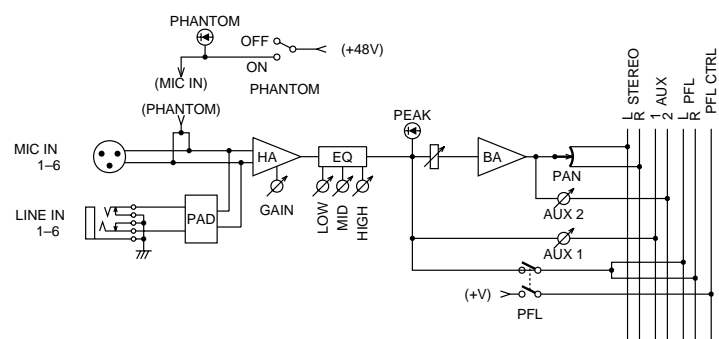 PHANTOM
OFF
(+48V)
ON
(MIC IN)
PHANTOM
(PHANTOM)
MIC IN
1–6
LINE IN
1–6
PAD
HA
GAIN
EQ
LOW
MID
HIGH
PEAK
BA
PAN
AUX 2
AUX 1
(+V)
PFL
L
R
STEREO
1
2
AUX
L
R
PFL
PFL CTRL